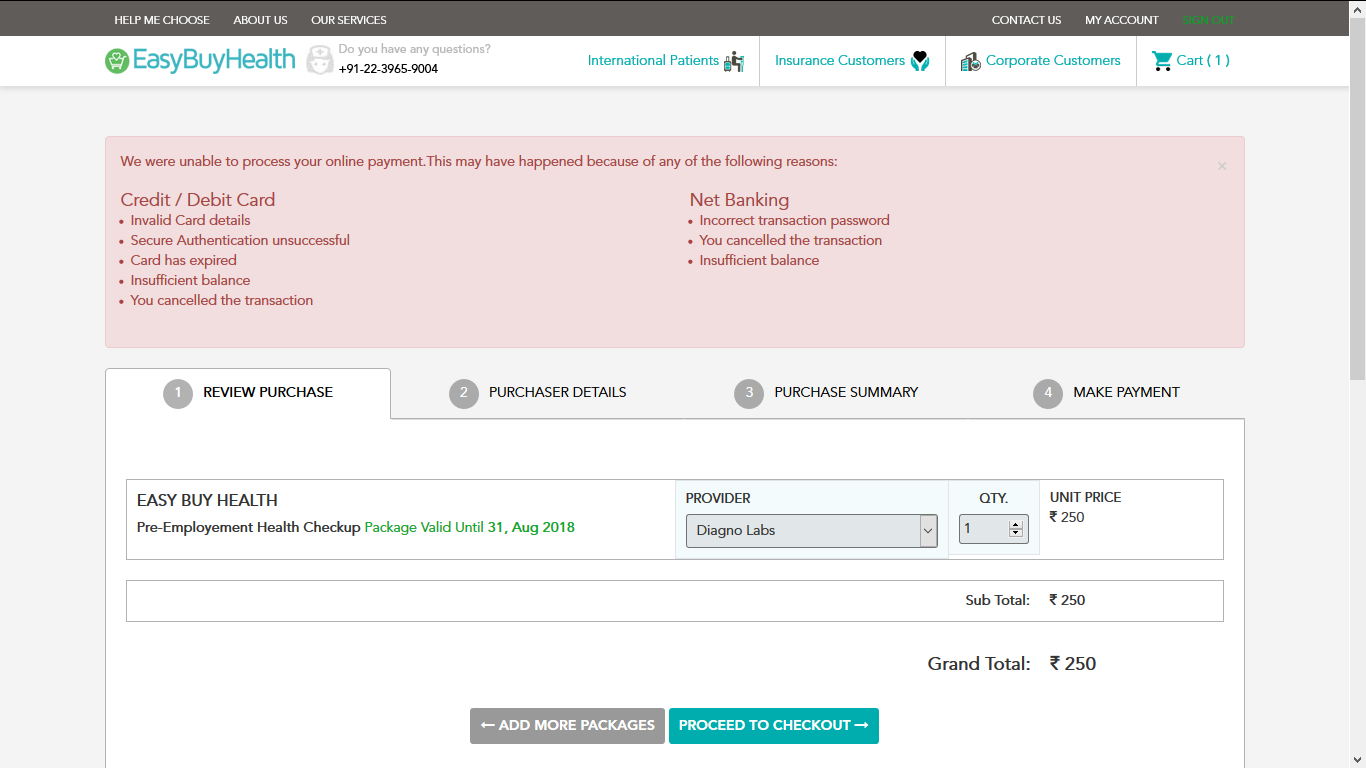 HELP ME CHOOSE ABOUT US OUR SERVICES CONTACT US MY ACCOUNT SIGN OUT
EasyBuyHealth Do you have any questions?
+91-22-3965-9004
International Patients Insurance Customers Corporate Customers Cart ( 1 )
We were unable to process your online payment.This may have happened because of any of the following reasons:
×
Credit / Debit Card
• Invalid Card details
• Secure Authentication unsuccessful
• Card has expired
• Insufficient balance
• You cancelled the transaction
Net Banking
• Incorrect transaction password
• You cancelled the transaction
• Insufficient balance
1 REVIEW PURCHASE 2 PURCHASER DETAILS 3 PURCHASE SUMMARY 4 MAKE PAYMENT
EASY BUY HEALTH
Pre-Employement Health Checkup Package Valid Until 31, Aug 2018
PROVIDER
Diagno Labs
QTY.
1
UNIT PRICE
₹ 250
Sub Total: ₹ 250
Grand Total: ₹ 250
← ADD MORE PACKAGES PROCEED TO CHECKOUT →